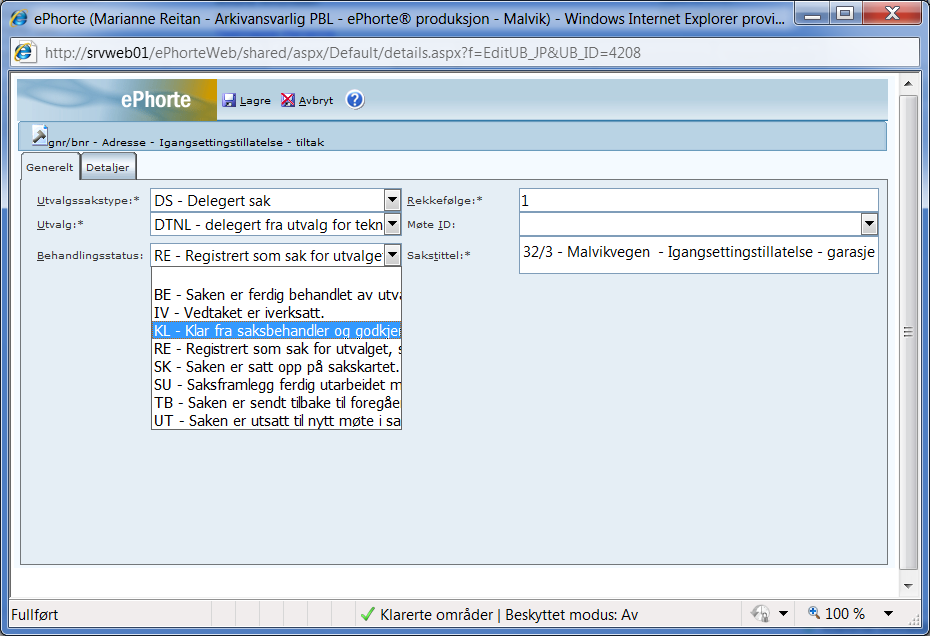 ePhorte (Marianne Reitan - Arkivansvarlig PBL - ePhorte® produksjon - Malvik) - Windows Internet Explorer provi...
http://srvweb01/ePhorteWeb/shared/aspx/Default/details.aspx?f=EditUB_JP&UB_ID=4208
ePhorte Lagre Avbryt ?
gnr/bnr - Adresse - Igangsettingstillatelse - tiltak
Generelt Detaljer
Utvalgssakstype:* DS - Delegert sak Rekkefølge:* 1
Utvalg:* DTNL - delegert fra utvalg for tekn Møte ID:
Behandlingsstatus: RE - Registrert som sak for utvalge Sakstittel:* 32/3 - Malvikvegen - Igangsettingstillatelse - garasje
BE - Saken er ferdig behandlet av utva
IV - Vedtaket er iverksatt.
KL - Klar fra saksbehandler og godkje
RE - Registrert som sak for utvalget, s
SK - Saken er satt opp på sakskartet.
SU - Saksframlegg ferdig utarbeidet m
TB - Saken er sendt tilbake til foregåe
UT - Saken er utsatt til nytt møte i sa
Fullført Klarerte områder | Beskyttet modus: Av 100 %